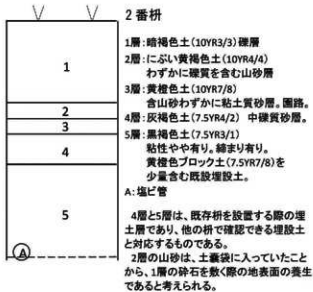 2番枡
1層:暗褐色土(10YR3/3)礫層
2層:にぶい黄褐色土(10YR4/4)
わずかに礫質を含む山砂層
3層:黄橙色土(10YR7/8)
含山砂わずかに粘土質砂層。園路。
4層:灰褐色土(7.5YR4/2) 中礫質砂層。
5層:黒褐色土(7.5YR3/1)
粘性やや有り。締まり有り。
黄橙色ブロック土(7.5YR7/8)を
少量含む既設埋設土。
A:塩ビ管
4層と5層は、既存枡を設置する際の埋
土層であり、他の枡で確認できる埋設土
と対応するものである。
2層の山砂は、土嚢袋に入っていたこと
から、1層の砕石を敷く際の地表面の養生
であると考えられる。
1
2
3
4
5
A